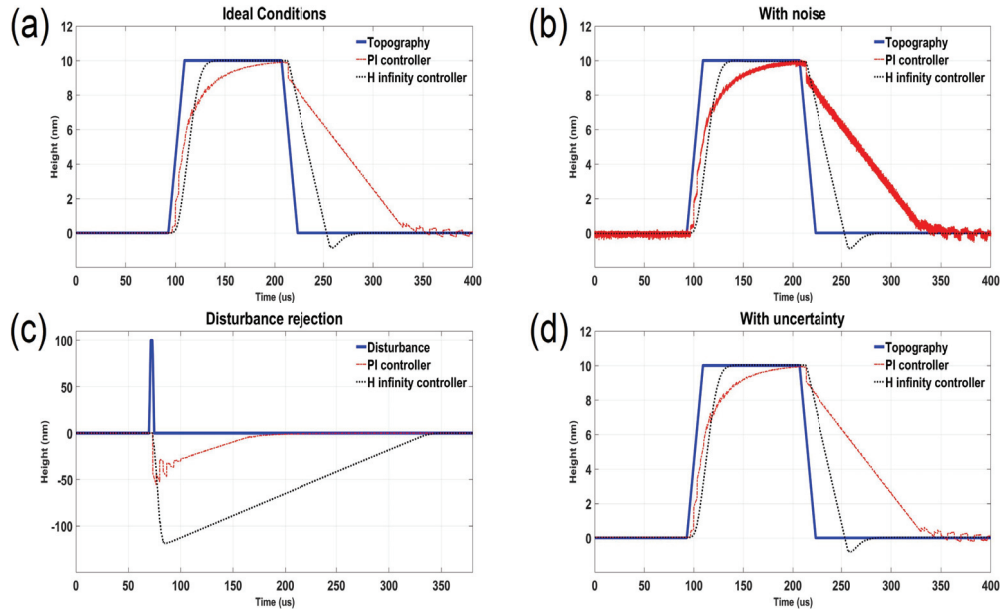 (a)
Ideal Conditions
Topography
PI controller
H infinity controller
Height (nm)
12
10
8
6
4
2
0
0
50
100
150
200
250
300
350
400
Time (us)
(b)
With noise
Topography
PI controller
H infinity controller
Height (nm)
12
10
8
6
4
2
0
0
50
100
150
200
250
300
350
400
Time (us)
(c)
Disturbance rejection
Disturbance
PI controller
H infinity controller
Height (nm)
100
50
0
-50
-100
0
50
100
150
200
250
300
350
Time (us)
(d)
With uncertainty
Topography
PI controller
H infinity controller
Height (nm)
12
10
8
6
4
2
0
0
50
100
150
200
250
300
350
400
Time (us)